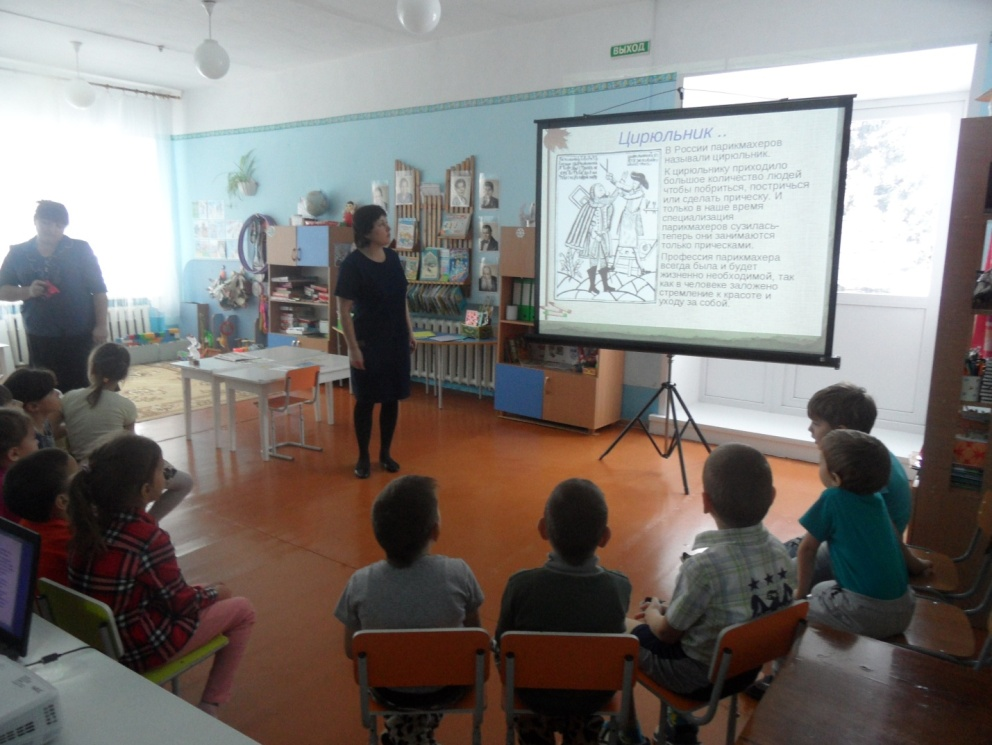 ВЫХОД
Цирюльник ..
В России парикмахеров
называли цирюльник.
К цирюльнику приходило
большое количество людей
чтобы побриться, постричься
или сделать прическу. И
только в наше время
специализация
парикмахеров сузилась-
теперь они занимаются
только прическами.
Профессия парикмахера
всегда была и будет
жизненно необходимой, так
как в человеке заложено
стремление к красоте и
уходу за собой.